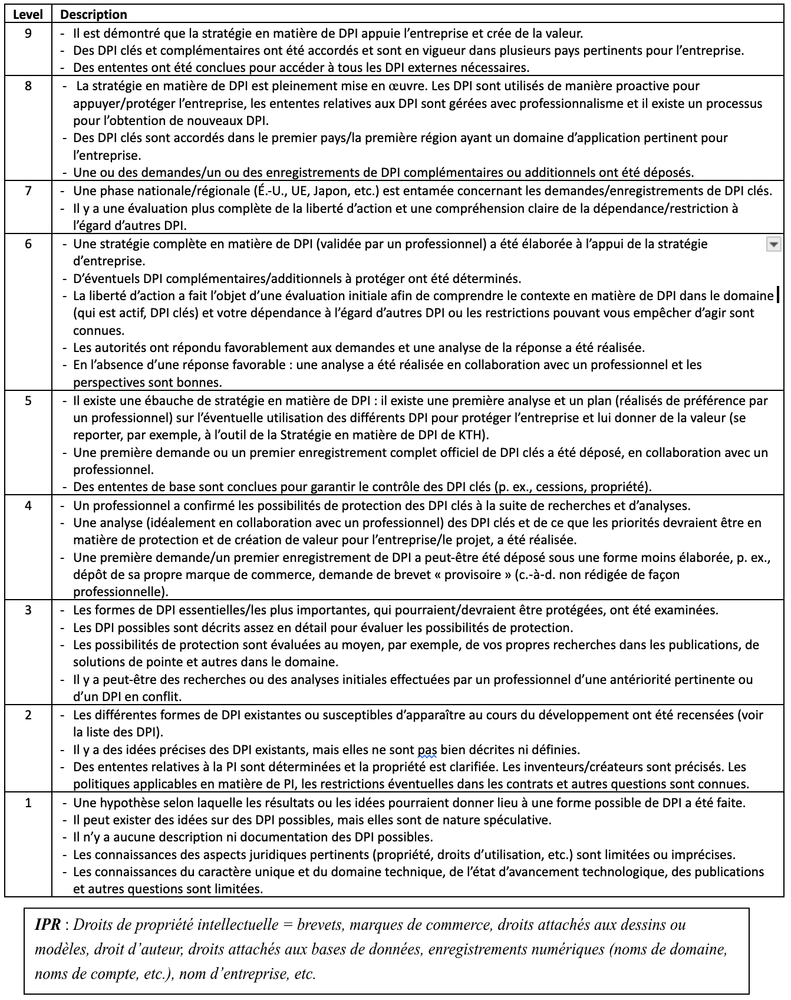 Level Description
9 - Il est démontré que la stratégie en matière de DPI appuie l’entreprise et crée de la valeur.
- Des DPI clés et complémentaires ont été accordés et sont en vigueur dans plusieurs pays pertinents pour l’entreprise.
- Des ententes ont été conclues pour accéder à tous les DPI externes nécessaires.
8 - La stratégie en matière de DPI est pleinement mise en œuvre. Les DPI sont utilisés de manière proactive pour
appuyer/protéger l’entreprise, les ententes relatives aux DPI sont gérées avec professionnalisme et il existe un processus
pour l’obtention de nouveaux DPI.
- Des DPI clés sont accordés dans le premier pays/la première région ayant un domaine d’application pertinent pour
l’entreprise.
- Une ou des demandes/un ou des enregistrements de DPI complémentaires ou additionnels ont été déposés.
7 - Une phase nationale/régionale (É.-U., UE, Japon, etc.) est entamée concernant les demandes/enregistrements de DPI clés.
- Il y a une évaluation plus complète de la liberté d’action et une compréhension claire de la dépendance/restriction à
l’égard d’autres DPI.
6 - Une stratégie complète en matière de DPI (validée par un professionnel) a été élaborée à l’appui de la stratégie
d’entreprise.
- D’éventuels DPI complémentaires/additionnels à protéger ont été déterminés.
- La liberté d’action a fait l’objet d’une évaluation initiale afin de comprendre le contexte en matière de DPI dans le domaine
(qui est actif, DPI clés) et votre dépendance à l’égard d’autres DPI ou les restrictions pouvant vous empêcher d’agir sont
connues.
- Les autorités ont répondu favorablement aux demandes et une analyse de la réponse a été réalisée.
- En l’absence d’une réponse favorable : une analyse a été réalisée en collaboration avec un professionnel et les
perspectives sont bonnes.
5 - Il existe une ébauche de stratégie en matière de DPI : il existe une première analyse et un plan (réalisés de préférence par
un professionnel) sur l’éventuelle utilisation des différents DPI pour protéger l’entreprise et lui donner de la valeur (se
reporter, par exemple, à l’outil de la Stratégie en matière de DPI de KTH).
- Une première demande ou un premier enregistrement complet officiel de DPI clés a été déposé, en collaboration avec un
professionnel.
- Des ententes de base sont conclues pour garantir le contrôle des DPI clés (p. ex., cessions, propriété).
4 - Un professionnel a confirmé les possibilités de protection des DPI clés à la suite de recherches et d’analyses.
- Une analyse (idéalement en collaboration avec un professionnel) des DPI clés et de ce que les priorités devraient être en
matière de protection et de création de valeur pour l’entreprise/le projet, a été réalisée.
- Une première demande/un premier enregistrement de DPI a peut-être été déposé sous une forme moins élaborée, p. ex.,
dépôt de sa propre marque de commerce, demande de brevet « provisoire » (c.-à-d. non rédigée de façon
professionnelle).
3 - Les formes de DPI essentielles/les plus importantes, qui pourraient/devraient être protégées, ont été examinées.
- Les DPI possibles sont décrits assez en détail pour évaluer les possibilités de protection.
- Les possibilités de protection sont évaluées au moyen, par exemple, de vos propres recherches dans les publications, de
solutions de pointe et autres dans le domaine.
- Il y a peut-être des recherches ou des analyses initiales effectuées par un professionnel d’une antériorité pertinente ou
d’un DPI en conflit.
2 - Les différentes formes de DPI existantes ou susceptibles d’apparaître au cours du développement ont été recensées (voir
la liste des DPI).
- Il y a des idées précises des DPI existants, mais elles ne sont pas bien décrites ni définies.
- Des ententes relatives à la PI sont déterminées et la propriété est clarifiée. Les inventeurs/créateurs sont précisés. Les
politiques applicables en matière de PI, les restrictions éventuelles dans les contrats et autres questions sont connues.
1 - Une hypothèse selon laquelle les résultats ou les idées pourraient donner lieu à une forme possible de DPI a été faite.
- Il peut exister des idées sur des DPI possibles, mais elles sont de nature spéculative.
- Il n’y a aucune description ni documentation des DPI possibles.
- Les connaissances des aspects juridiques pertinents (propriété, droits d’utilisation, etc.) sont limitées ou imprécises.
- Les connaissances du caractère unique et du domaine technique, de l’état d’avancement technologique, des publications
et autres questions sont limitées.
IPR : Droits de propriété intellectuelle = brevets, marques de commerce, droits attachés aux dessins ou
modèles, droit d’auteur, droits attachés aux bases de données, enregistrements numériques (noms de domaine,
noms de compte, etc.), nom d’entreprise, etc.